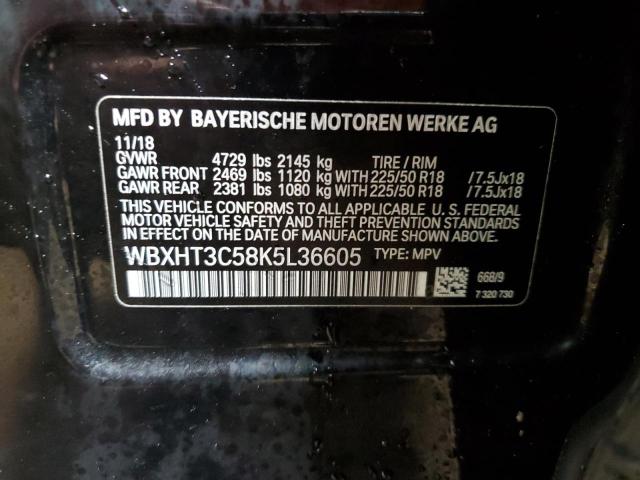 MFD BY BAYERISCHE MOTOREN WERKE AG
11/18
GVWR 4729 lbs 2145 kg TIRE / RIM
GAWR FRONT 2469 lbs 1120 kg WITH 225/50 R18 /7.5Jx18
GAWR REAR 2381 lbs 1080 kg WITH 225/50 R18 /7.5Jx18
THIS VEHICLE CONFORMS TO ALL APPLICABLE U. S. FEDERAL
MOTOR VEHICLE SAFETY AND THEFT PREVENTION STANDARDS
IN EFFECT ON THE DATE OF MANUFACTURE SHOWN ABOVE.
WBXHT3C58K5L36605 TYPE: MPV
668/9
7 320 730